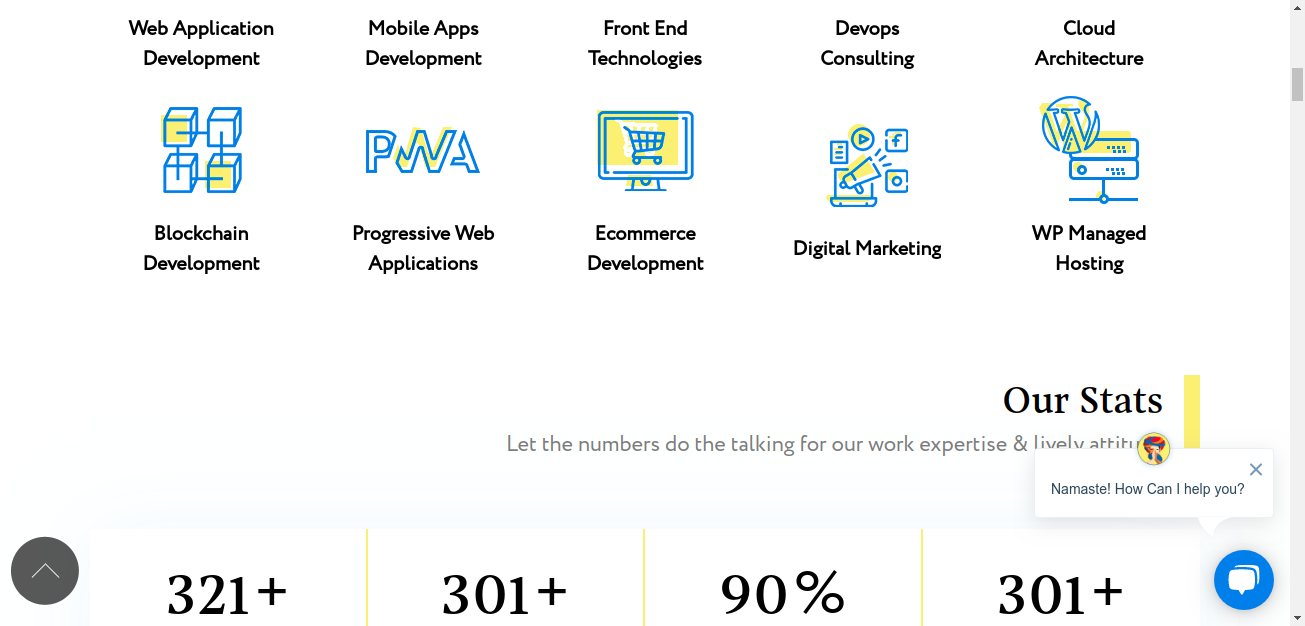 Web Application
Development
Mobile Apps
Development
Front End
Technologies
Devops
Consulting
Cloud
Architecture
PWA
Blockchain
Development
Progressive Web
Applications
Ecommerce
Development
Digital Marketing
WP Managed
Hosting
Our Stats
Let the numbers do the talking for our work expertise & lively
Namaste! How Can I help you?
321+
301+
90%
301+